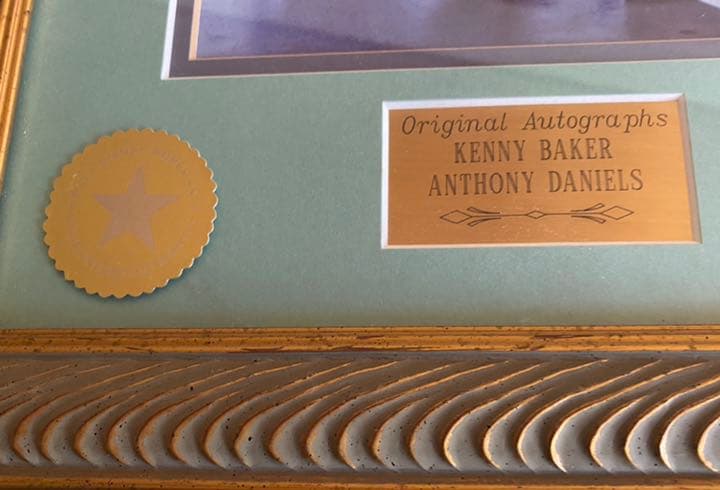 Original Autographs
KENNY BAKER
ANTHONY DANIELS